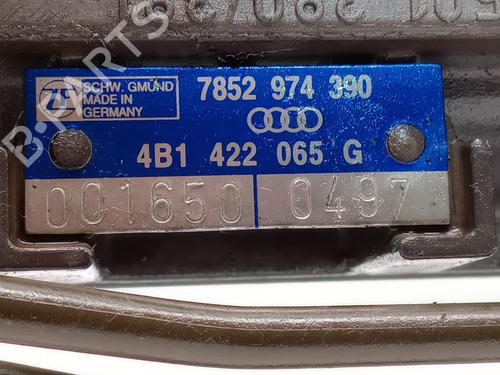 ZF SCHW. GMÜND
MADE IN
GERMANY
7852 974 390
4B1 422 065 G
001650 0497
B-PARTS